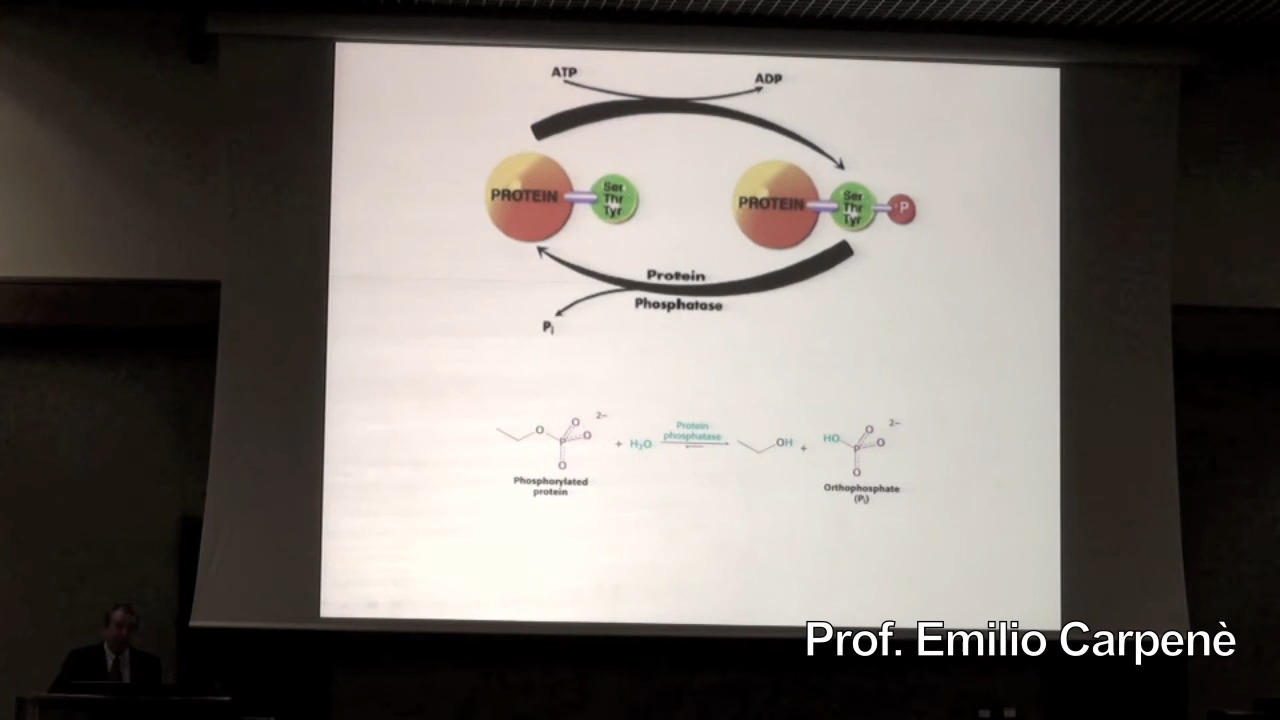 ATP
ADP
PROTEIN
Ser
Thr
Tyr
PROTEIN
Ser
Thr
Tyr
P
Protein
Phosphatase
Pi
O
O
O
P
O
2−
Phosphorylated
protein
+ H₂O
Protein
phosphatase
OH
+
HO
O
O
P
O
2−
Orthophosphate
(Pi)
Prof. Emilio Carpenè